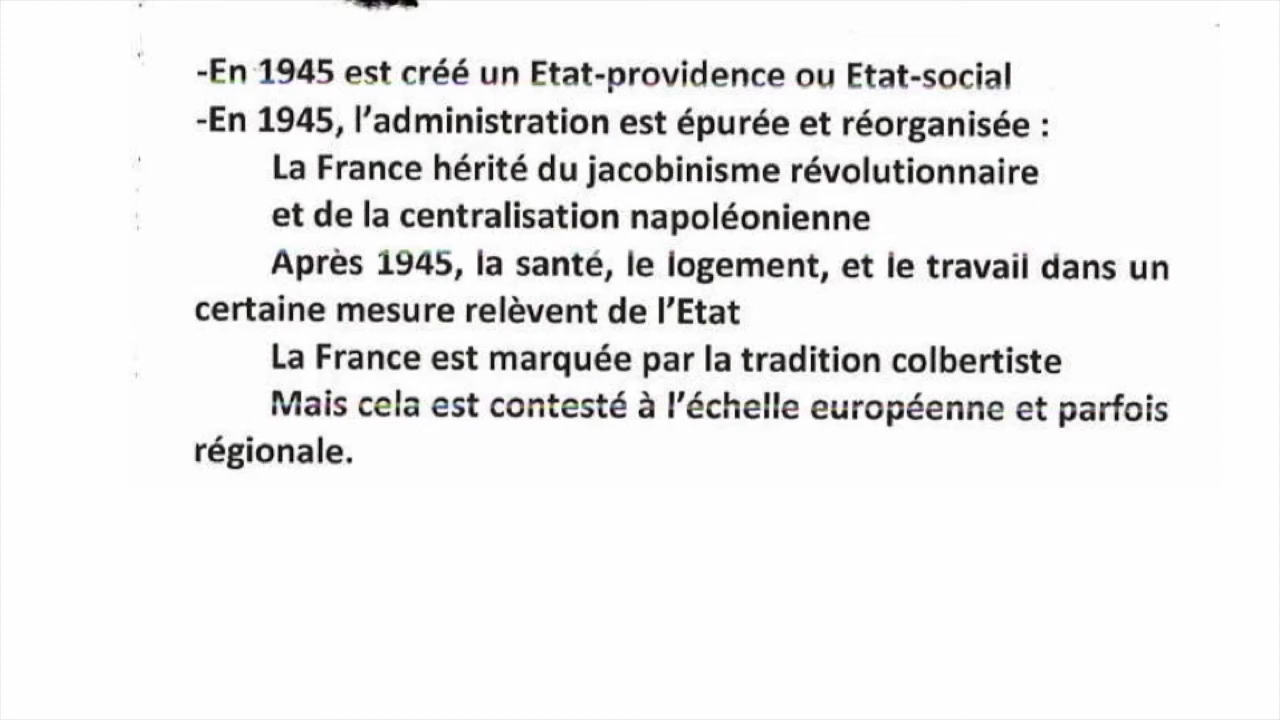 -En 1945 est créé un Etat-providence ou Etat-social
-En 1945, l’administration est épurée et réorganisée :
La France hérité du jacobinisme révolutionnaire
et de la centralisation napoléonienne
Après 1945, la santé, le logement, et le travail dans un
certaine mesure relèvent de l’Etat
La France est marquée par la tradition colbertiste
Mais cela est contesté à l’échelle européenne et parfois
régionale.